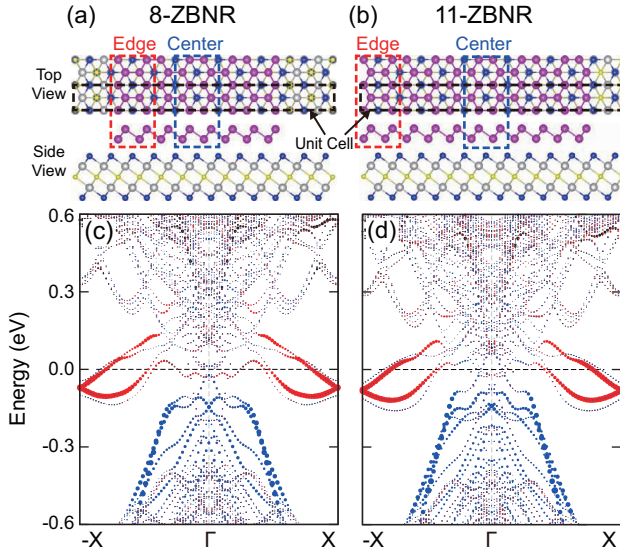 (a) 8-ZBNR
(b) 11-ZBNR
Edge Center
Edge Center
Top
View
Unit Cell
Side
View
(c)
(d)
Energy (eV)
0.6
0.3
0.0
-0.3
-0.6
-X Γ X
-X Γ X